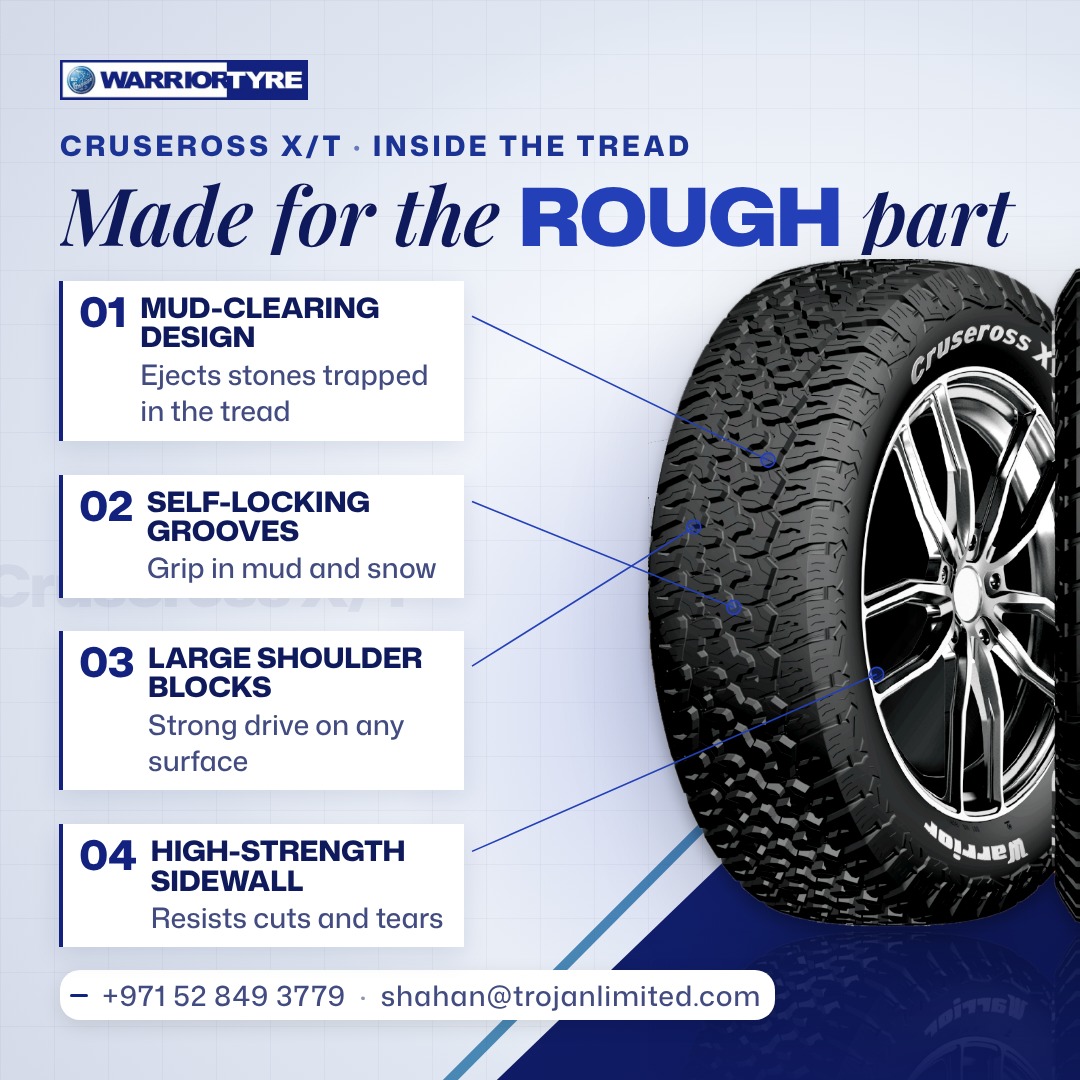 WARRIORTYRE
CRUSEROSS X/T · INSIDE THE TREAD
Made for the ROUGH part
01 MUD-CLEARING
DESIGN
Ejects stones trapped
in the tread
02 SELF-LOCKING
GROOVES
Grip in mud and snow
03 LARGE SHOULDER
BLOCKS
Strong drive on any
surface
04 HIGH-STRENGTH
SIDEWALL
Resists cuts and tears
Cruseross X/T
Cruseross X
Warrior
– +971 52 849 3779 · shahan@trojanlimited.com